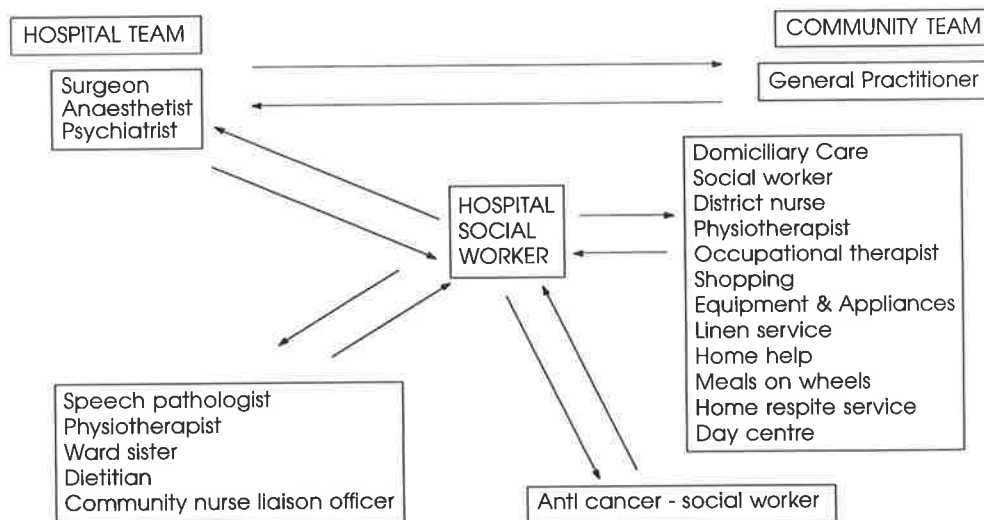 HOSPITAL TEAM
COMMUNITY TEAM
Surgeon
Anaesthetist
Psychiatrist
General Practitioner
HOSPITAL
SOCIAL
WORKER
Domiciliary Care
Social worker
District nurse
Physiotherapist
Occupational therapist
Shopping
Equipment & Appliances
Linen service
Home help
Meals on wheels
Home respite service
Day centre
Speech pathologist
Physiotherapist
Ward sister
Dietitian
Community nurse liaison officer
Anti cancer - social worker